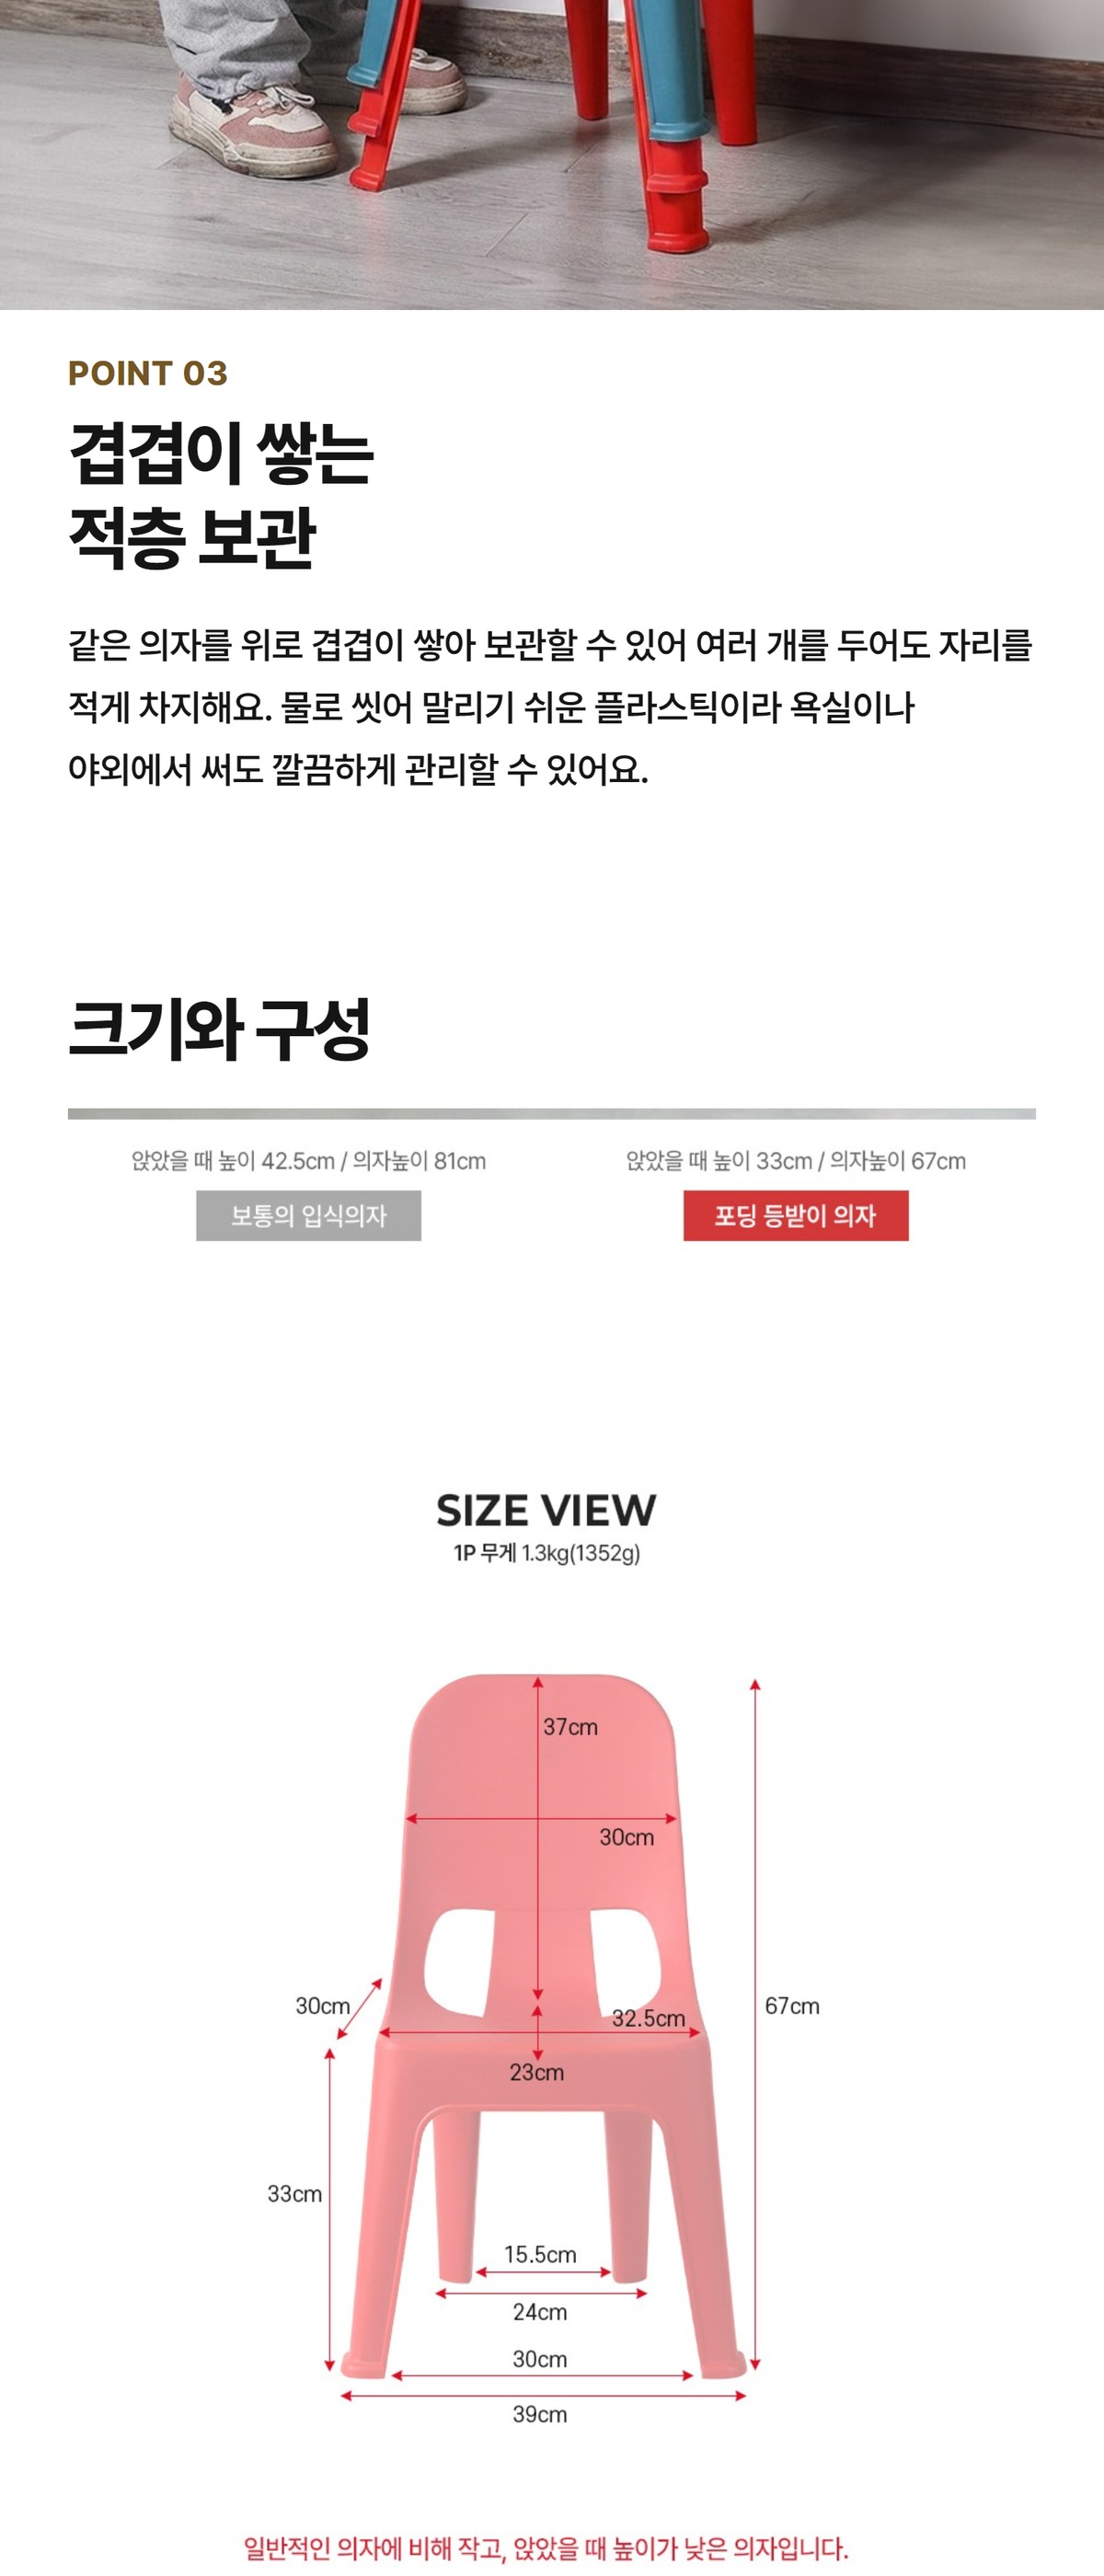 POINT 03
겹겹이 쌓는
적층 보관
같은 의자를 위로 겹겹이 쌓아 보관할 수 있어 여러 개를 두어도 자리를
적게 차지해요. 물로 씻어 말리기 쉬운 플라스틱이라 욕실이나
야외에서 써도 깔끔하게 관리할 수 있어요.
크기와 구성
앉았을 때 높이 42.5cm / 의자높이 81cm
앉았을 때 높이 33cm / 의자높이 67cm
보통의 입식의자
포딩 등받이 의자
SIZE VIEW
1P 무게 1.3kg(1352g)
37cm
30cm
30cm
32.5cm
67cm
23cm
33cm
15.5cm
24cm
30cm
39cm
일반적인 의자에 비해 작고, 앉았을 때 높이가 낮은 의자입니다.